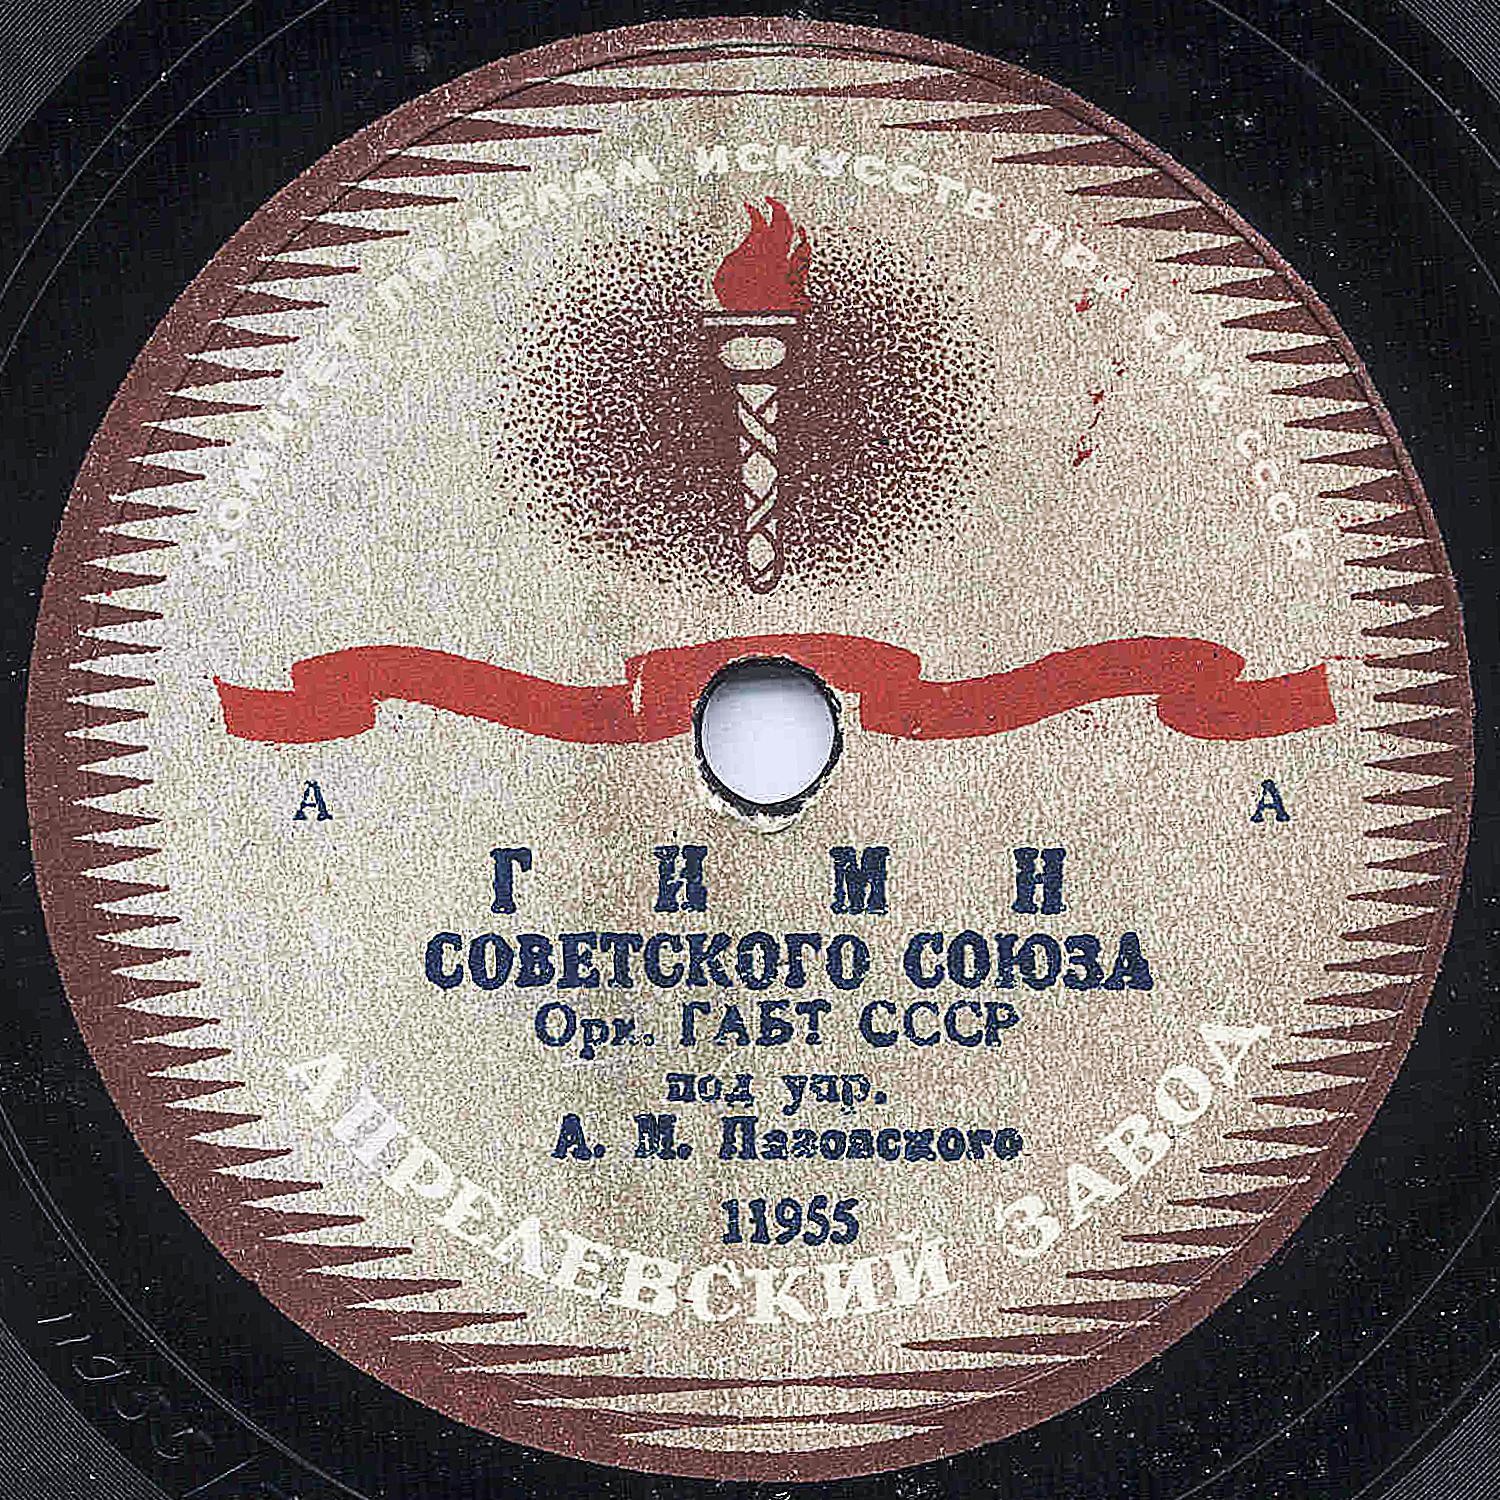 КОМИТЕТ ПО ДЕЛАМ ИСКУССТВ ПРИ СНК СССР
А А
ГИМН
СОВЕТСКОГО СОЮЗА
Орк. ГАБТ СССР
под упр.
А. М. Пазовского
11955
АПРЕЛЕВСКИЙ ЗАВОД
11955